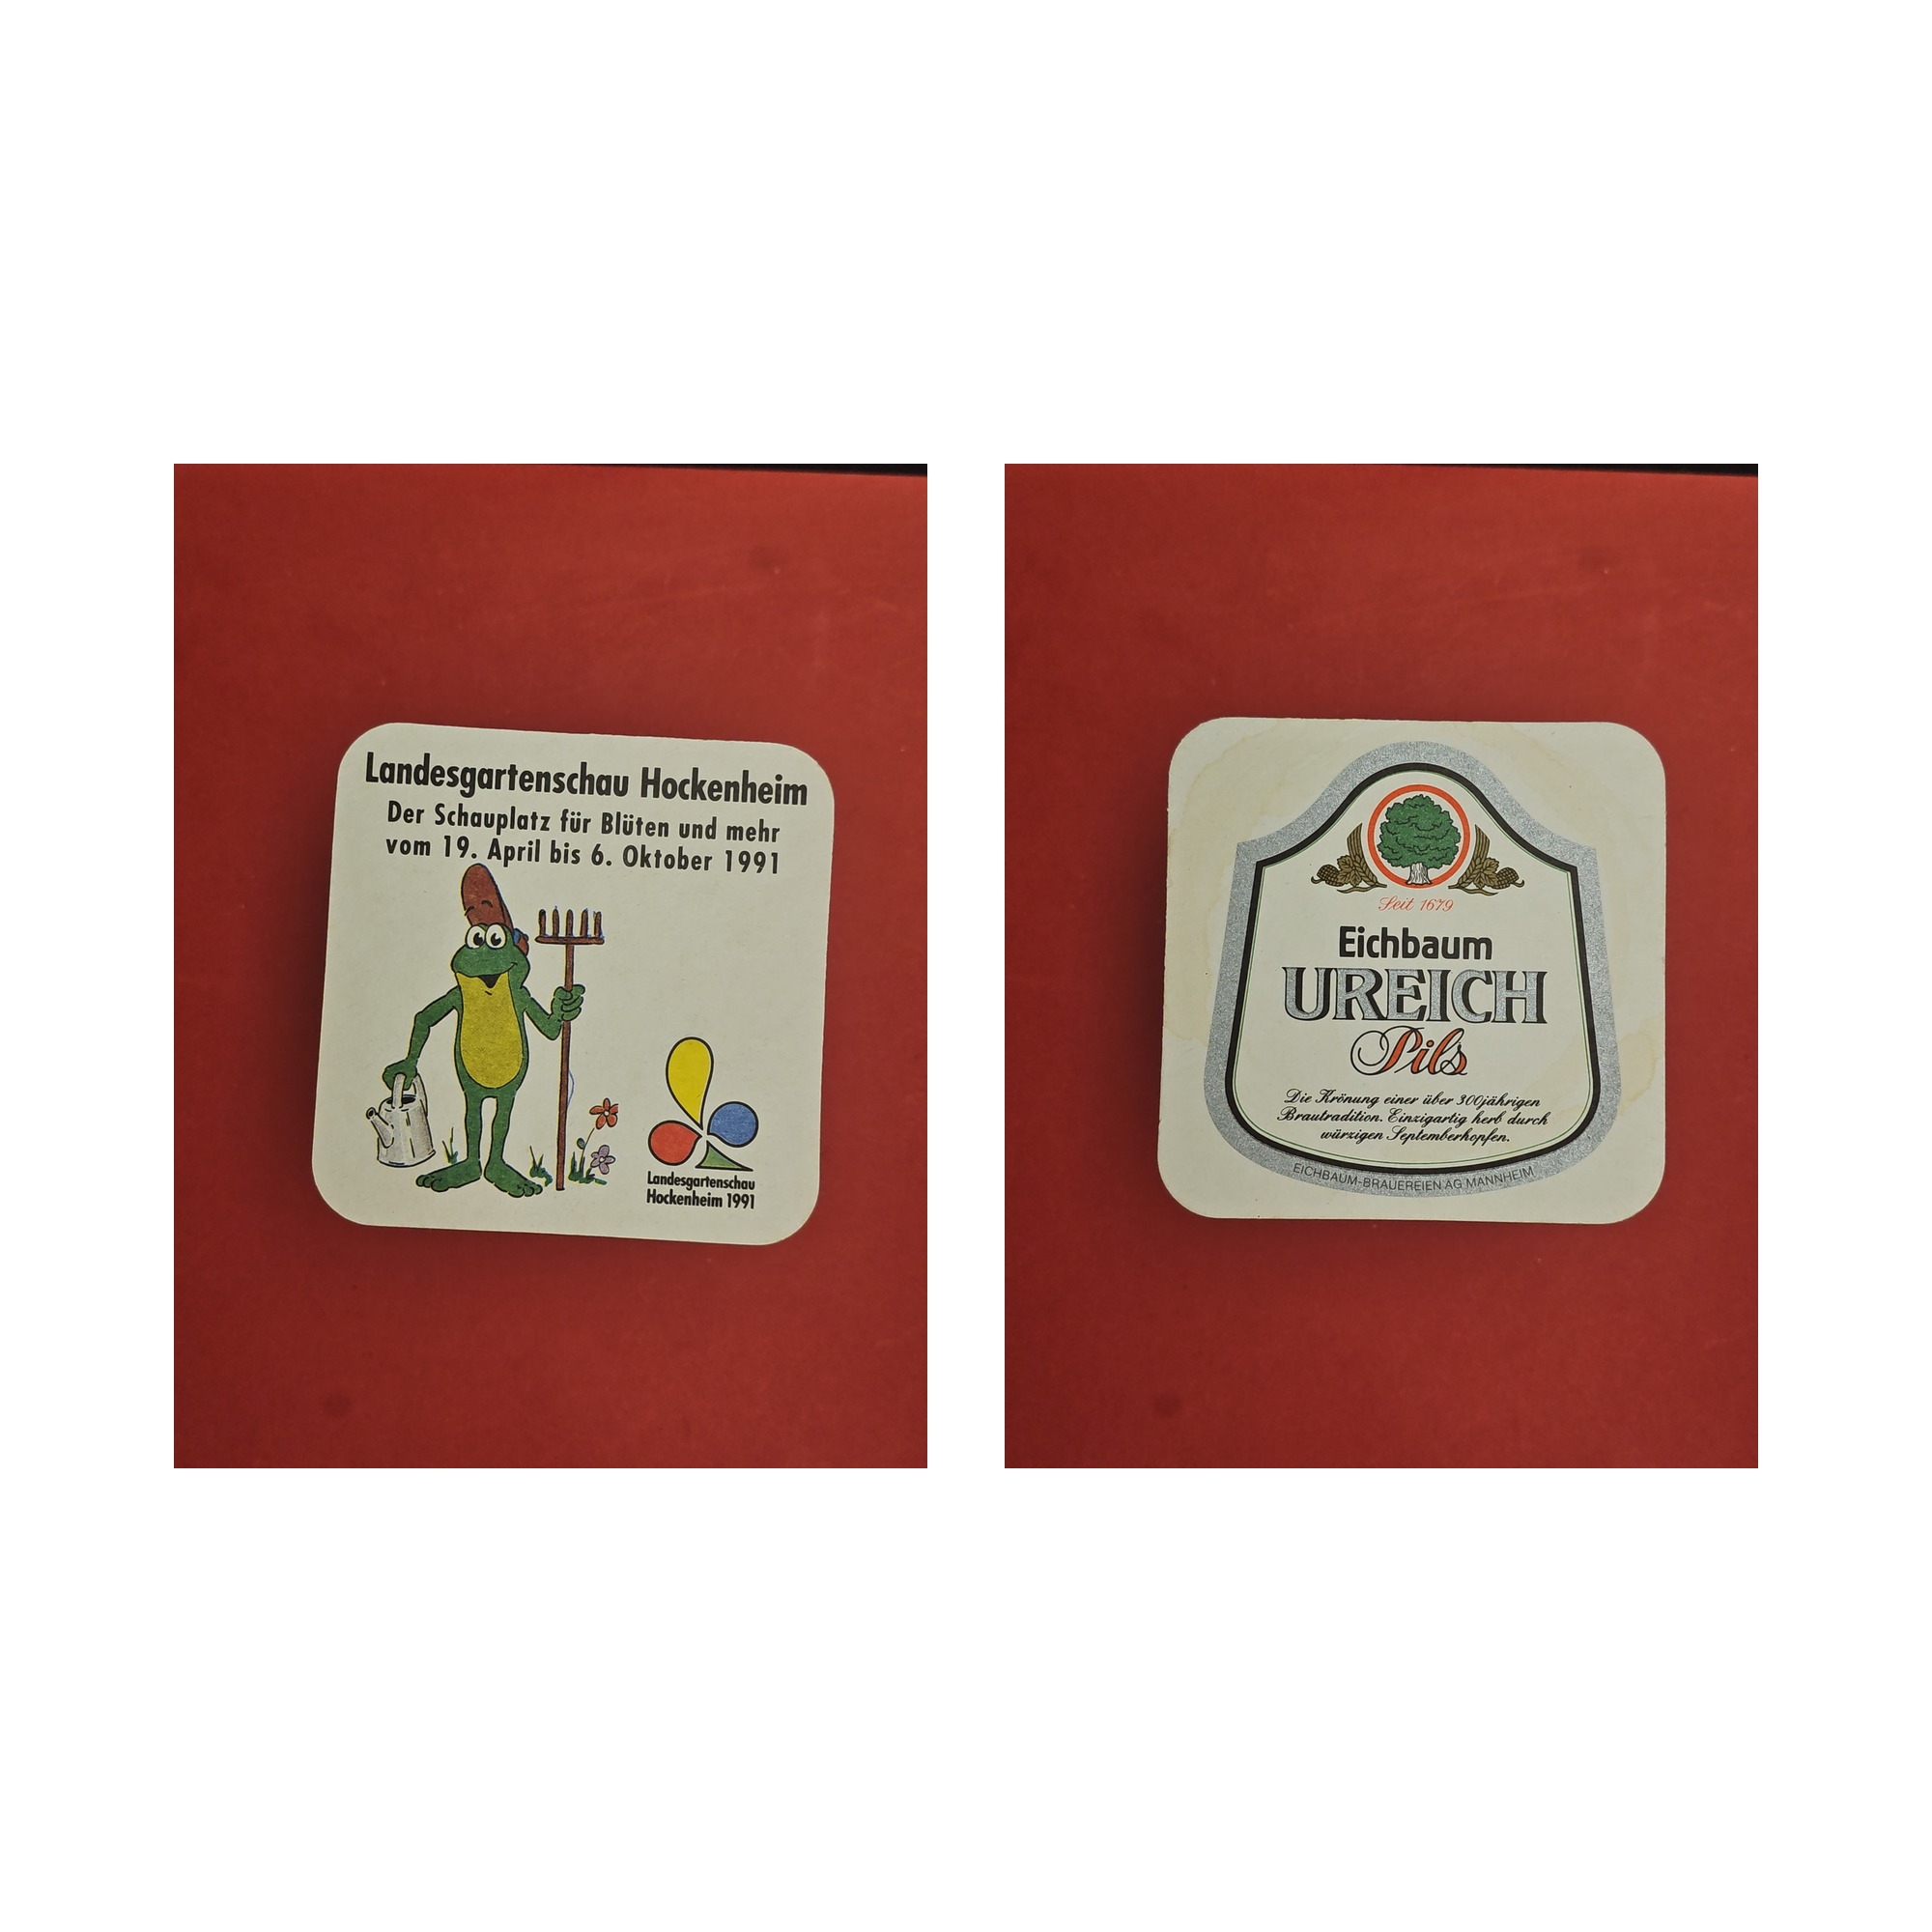 Landesgartenschau Hockenheim
Der Schauplatz für Blüten und mehr
vom 19. April bis 6. Oktober 1991
Landesgartenschau
Hockenheim 1991
Seit 1679
Eichbaum
UREICH
Pils
Die Krönung einer über 300jährigen
Brautradition. Einzigartig herb durch
würzigen Septemberhopfen.
EICHBAUM-BRAUEREIEN AG MANNHEIM